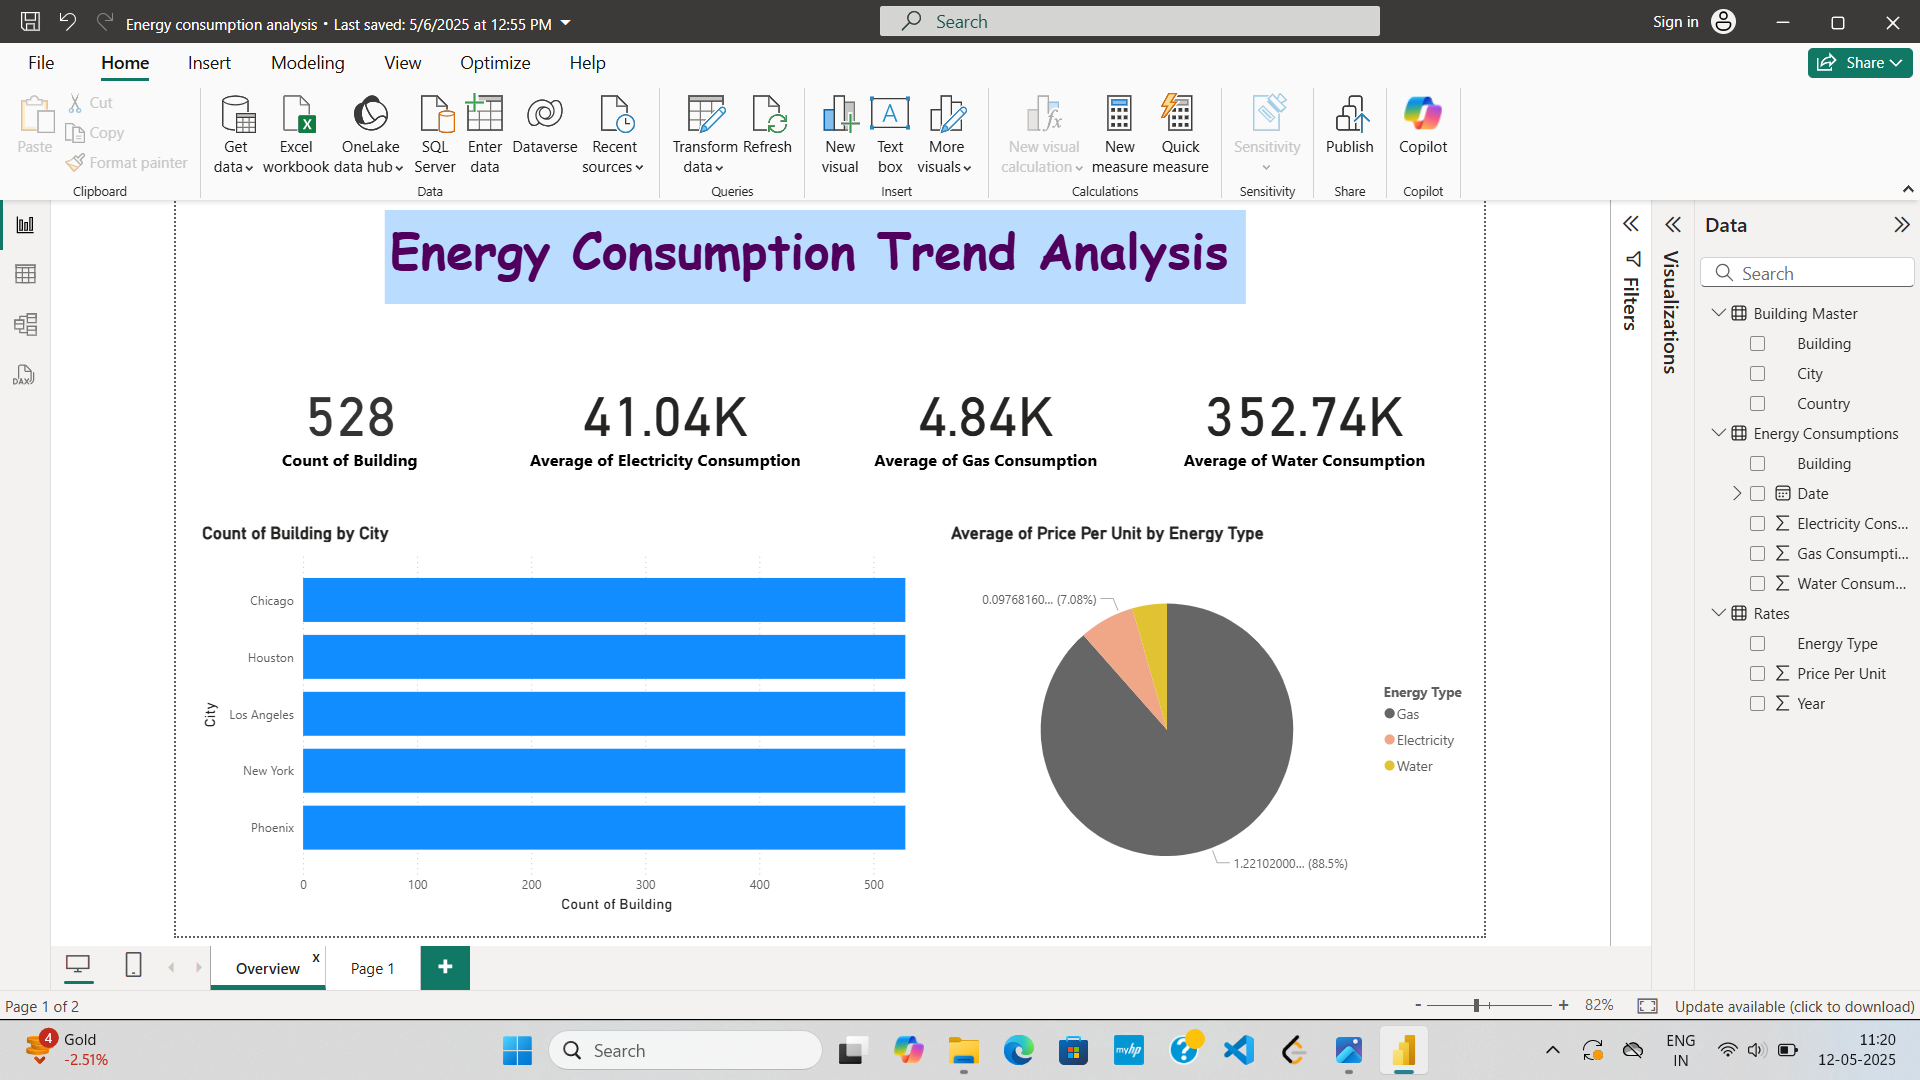 Energy consumption analysis • Last saved: 5/6/2025 at 12:55 PM
Search
Sign in
File Home Insert Modeling View Optimize Help
Share
Paste
Cut
Copy
Format painter
Get data
Excel workbook
OneLake data hub
SQL Server
Enter data
Dataverse
Recent sources
Transform data
Refresh
New visual
Text box
More visuals
New visual calculation
New measure
Quick measure
Sensitivity
Publish
Copilot
Clipboard Data Queries Insert Calculations Sensitivity Share Copilot
DAX
Energy Consumption Trend Analysis
528
Count of Building
41.04K
Average of Electricity Consumption
4.84K
Average of Gas Consumption
352.74K
Average of Water Consumption
Count of Building by City
City
Chicago
Houston
Los Angeles
New York
Phoenix
0 100 200 300 400 500
Count of Building
Average of Price Per Unit by Energy Type
0.09768160... (7.08%)
1.22102000... (88.5%)
Energy Type
Gas
Electricity
Water
Filters
Visualizations
Data
Search
Building Master
Building
City
Country
Energy Consumptions
Building
Date
Electricity Cons...
Gas Consumpti...
Water Consum...
Rates
Energy Type
Price Per Unit
Year
Overview x
Page 1
+
Page 1 of 2
- + 82%
Update available (click to download)
4
Gold
-2.51%
Search
myhp
ENG
IN
11:20
12-05-2025